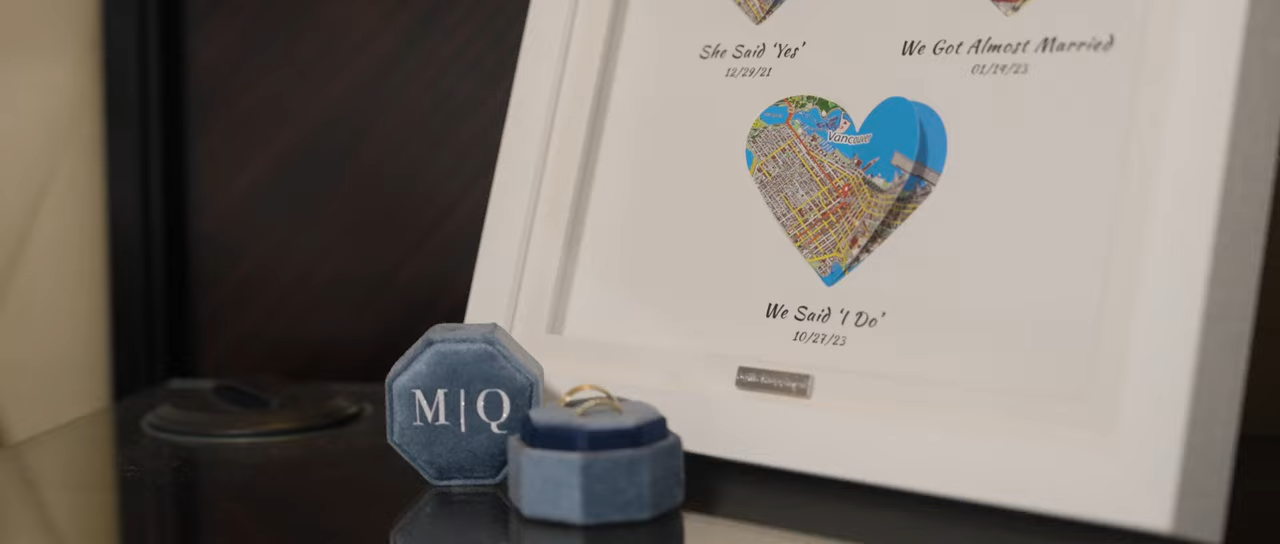 She Said ‘Yes’
12/29/21
We Got Almost Married
01/19/23
Vancouver
We Said ‘I Do’
10/27/23
M|Q